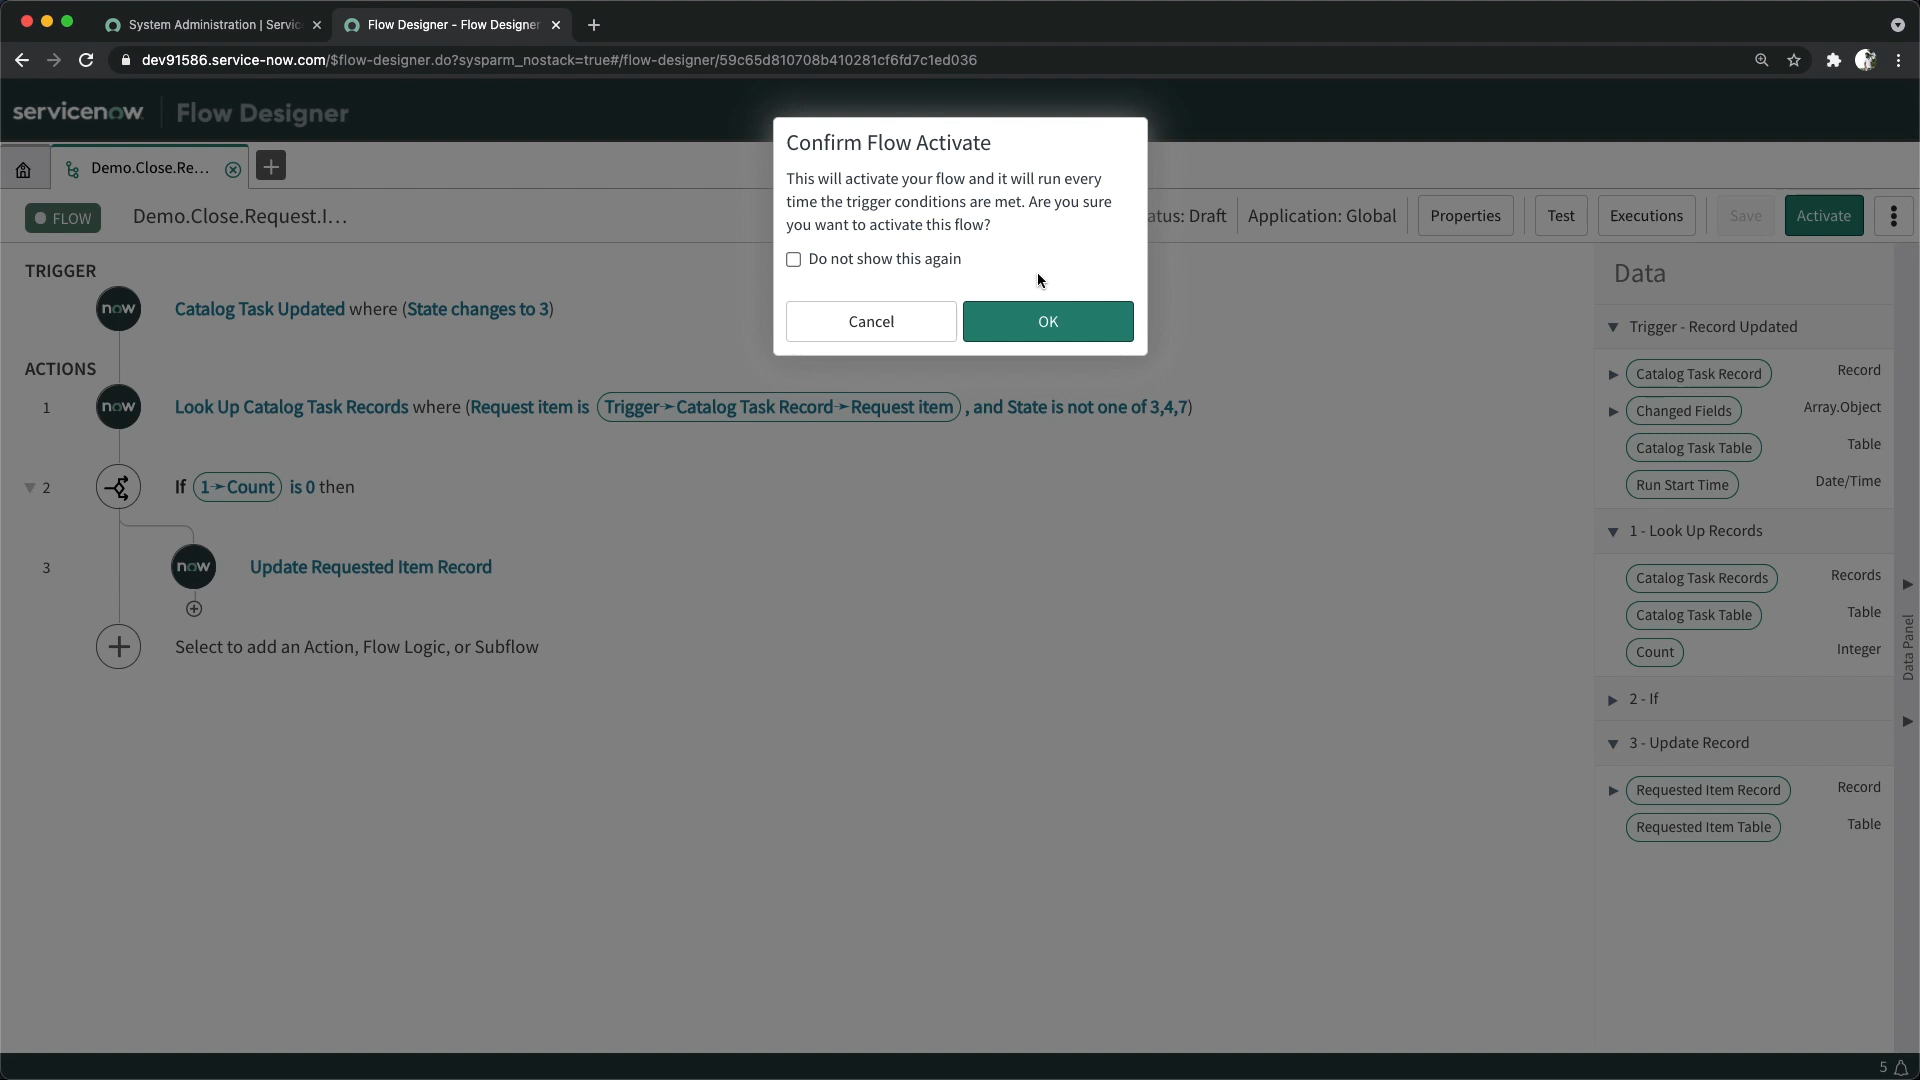 System Administration | Servic
Flow Designer - Flow Designer
dev91586.service-now.com/$flow-designer.do?sysparm_nostack=true#/flow-designer/59c65d810708b410281cf6fd7c1ed036
servicenow Flow Designer
Demo.Close.Re...
FLOW Demo.Close.Request.I... atus: Draft Application: Global Properties Test Executions Save Activate
Confirm Flow Activate
This will activate your flow and it will run every
time the trigger conditions are met. Are you sure
you want to activate this flow?
Do not show this again
Cancel OK
TRIGGER
now Catalog Task Updated where (State changes to 3)
ACTIONS
1 now Look Up Catalog Task Records where (Request item is Trigger➛Catalog Task Record➛Request item , and State is not one of 3,4,7)
2 If 1➛Count is 0 then
3 now Update Requested Item Record
Select to add an Action, Flow Logic, or Subflow
Data
Trigger - Record Updated
Catalog Task Record Record
Changed Fields Array.Object
Catalog Task Table Table
Run Start Time Date/Time
1 - Look Up Records
Catalog Task Records Records
Catalog Task Table Table
Count Integer
2 - If
3 - Update Record
Requested Item Record Record
Requested Item Table Table
Data Panel
5